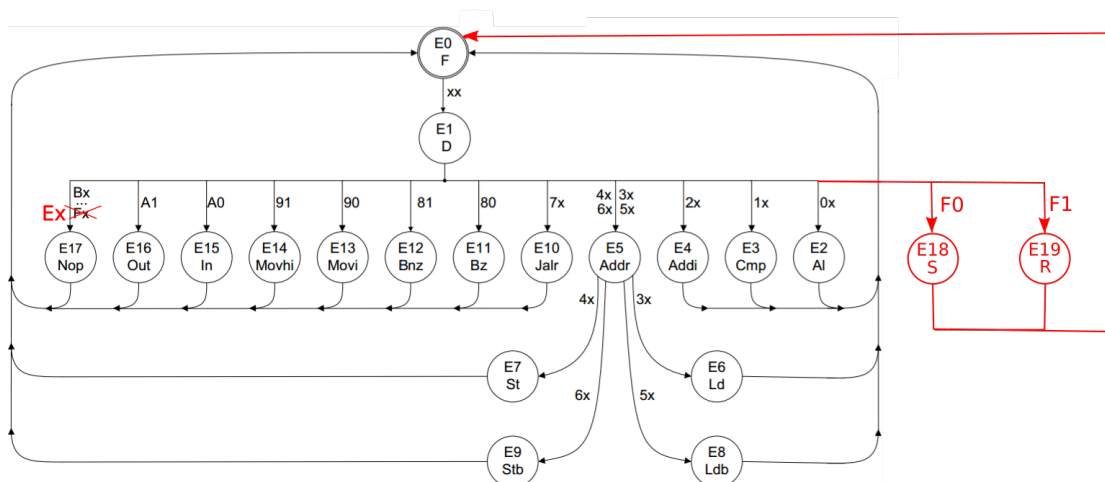 E0
F
xx
E1
D
Bx
...
Fx
Ex
A1
A0
91
90
81
80
7x
4x 3x
6x 5x
2x
1x
0x
F0
F1
E17
Nop
E16
Out
E15
In
E14
Movhi
E13
Movi
E12
Bnz
E11
Bz
E10
Jalr
E5
Addr
E4
Addi
E3
Cmp
E2
Al
E18
S
E19
R
4x
3x
E7
St
E6
Ld
6x
5x
E9
Stb
E8
Ldb